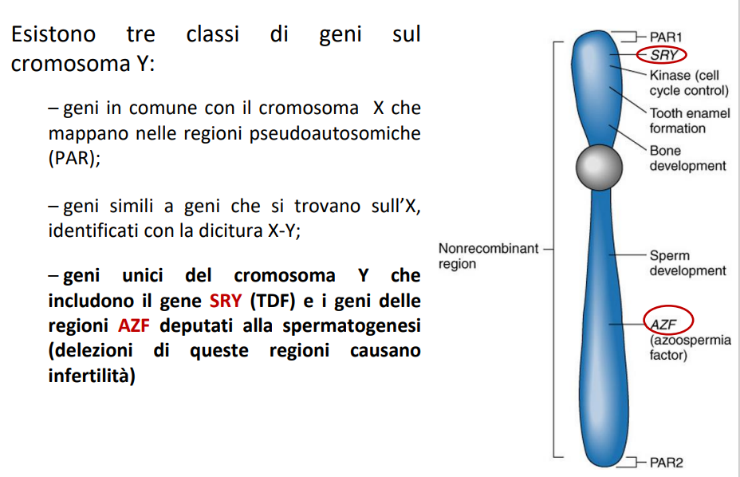 Esistono tre classi di geni sul
cromosoma Y:
– geni in comune con il cromosoma X che
mappano nelle regioni pseudoautosomiche
(PAR);
– geni simili a geni che si trovano sull’X,
identificati con la dicitura X-Y;
– geni unici del cromosoma Y che
includono il gene SRY (TDF) e i geni delle
regioni AZF deputati alla spermatogenesi
(delezioni di queste regioni causano
infertilità)
PAR1
SRY
Kinase (cell
cycle control)
Tooth enamel
formation
Bone
development
Nonrecombinant
region
Sperm
development
AZF
(azoospermia
factor)
PAR2